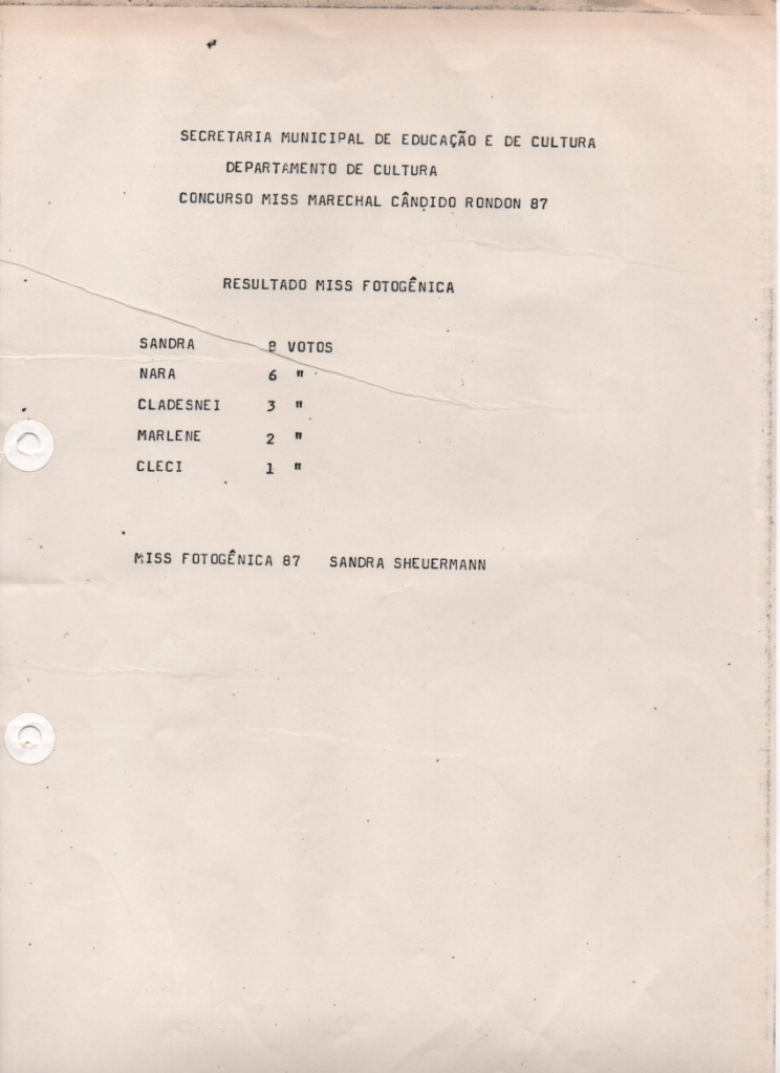 SECRETARIA MUNICIPAL DE EDUCAÇÃO E DE CULTURA
DEPARTAMENTO DE CULTURA
CONCURSO MISS MARECHAL CÂNDIDO RONDON 87
RESULTADO MISS FOTOGÊNICA
SANDRA 8 VOTOS
NARA 6 "
CLADESNEI 3 "
MARLENE 2 "
CLECI 1 "
MISS FOTOGÊNICA 87 SANDRA SHEUERMANN